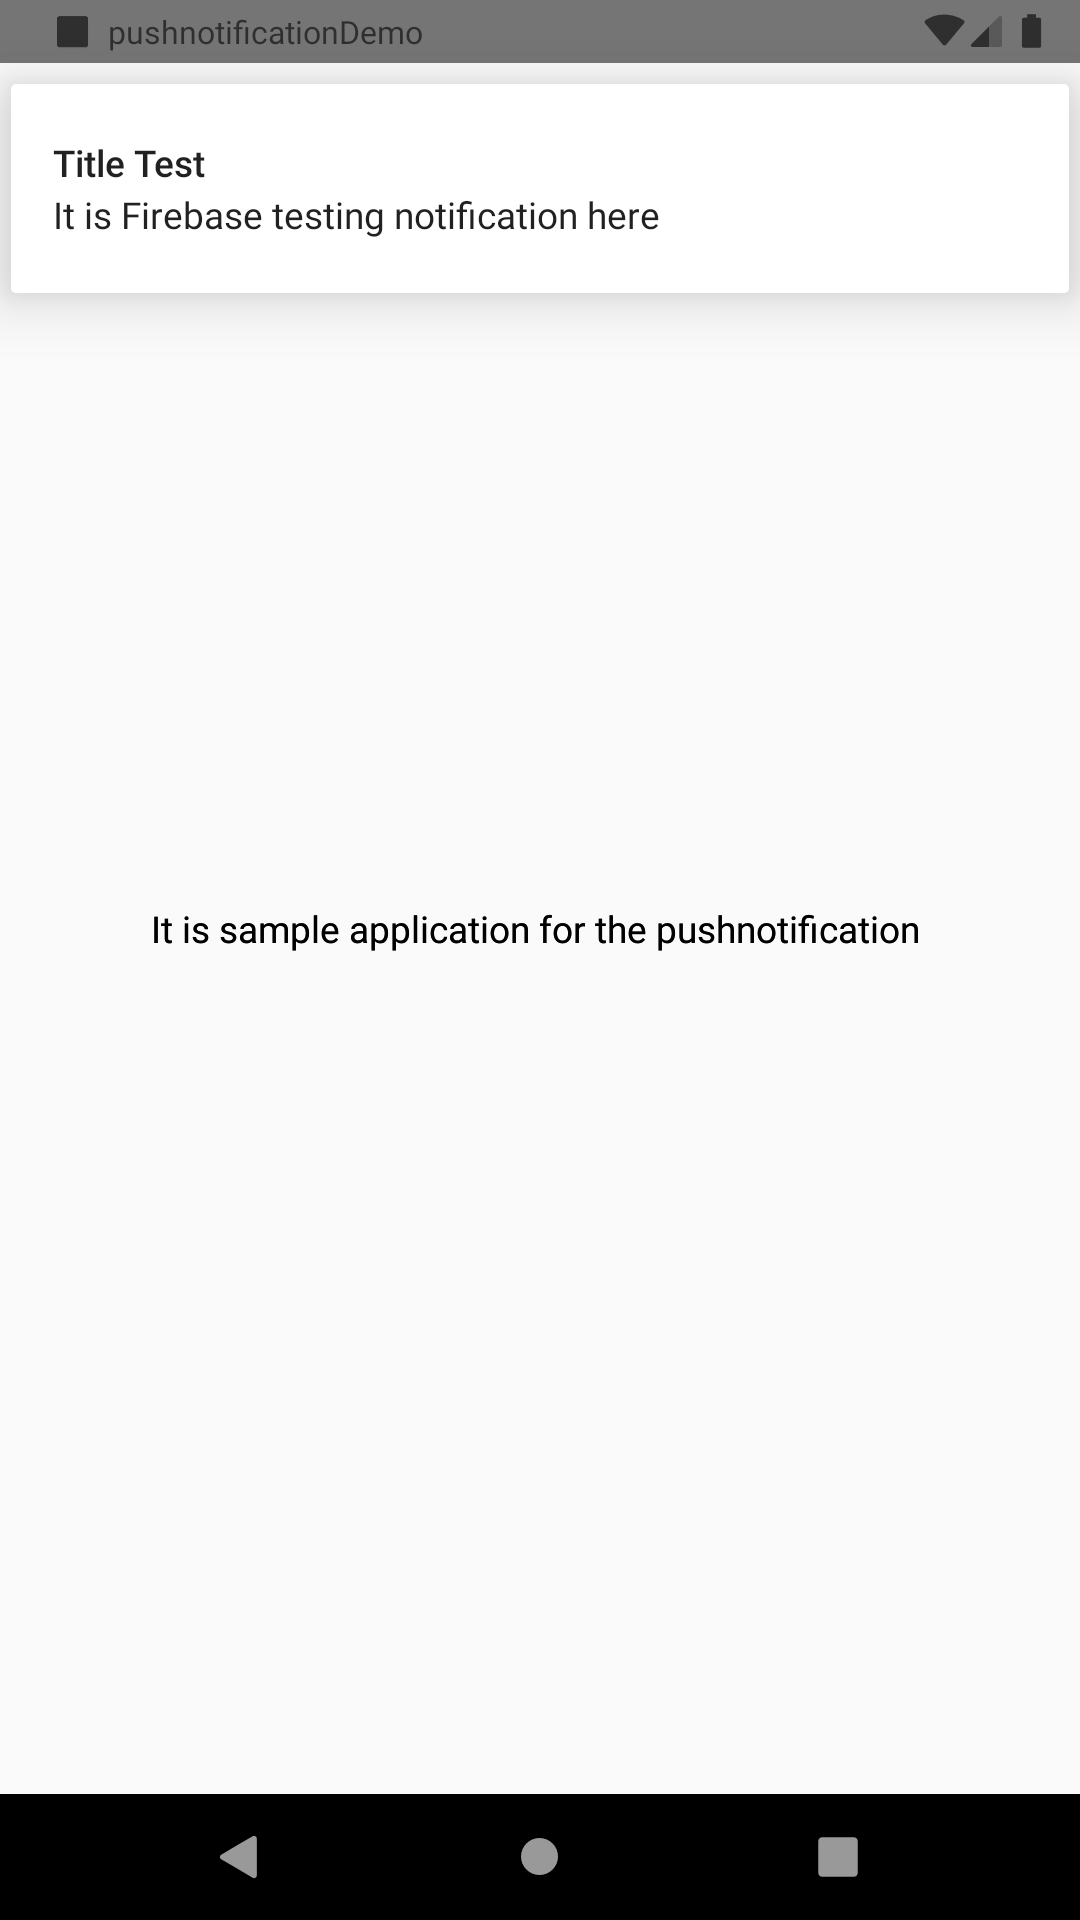 pushnotificationDemo
Title Test
It is Firebase testing notification here
It is sample application for the pushnotification